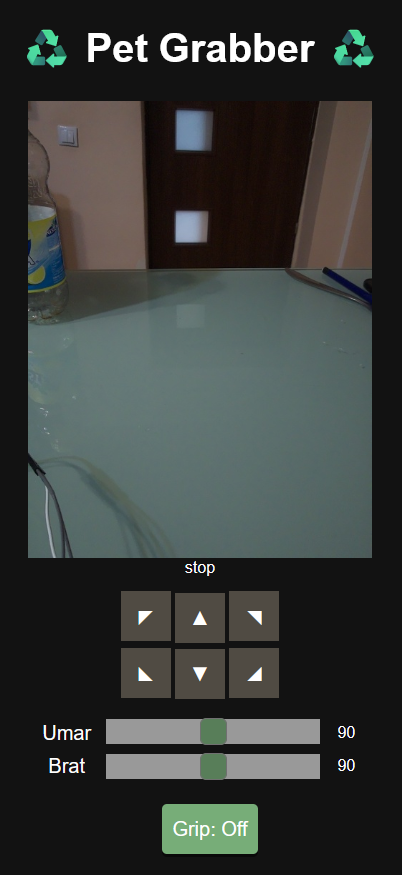 Pet Grabber
stop
Umar 90
Brat 90
Grip: Off